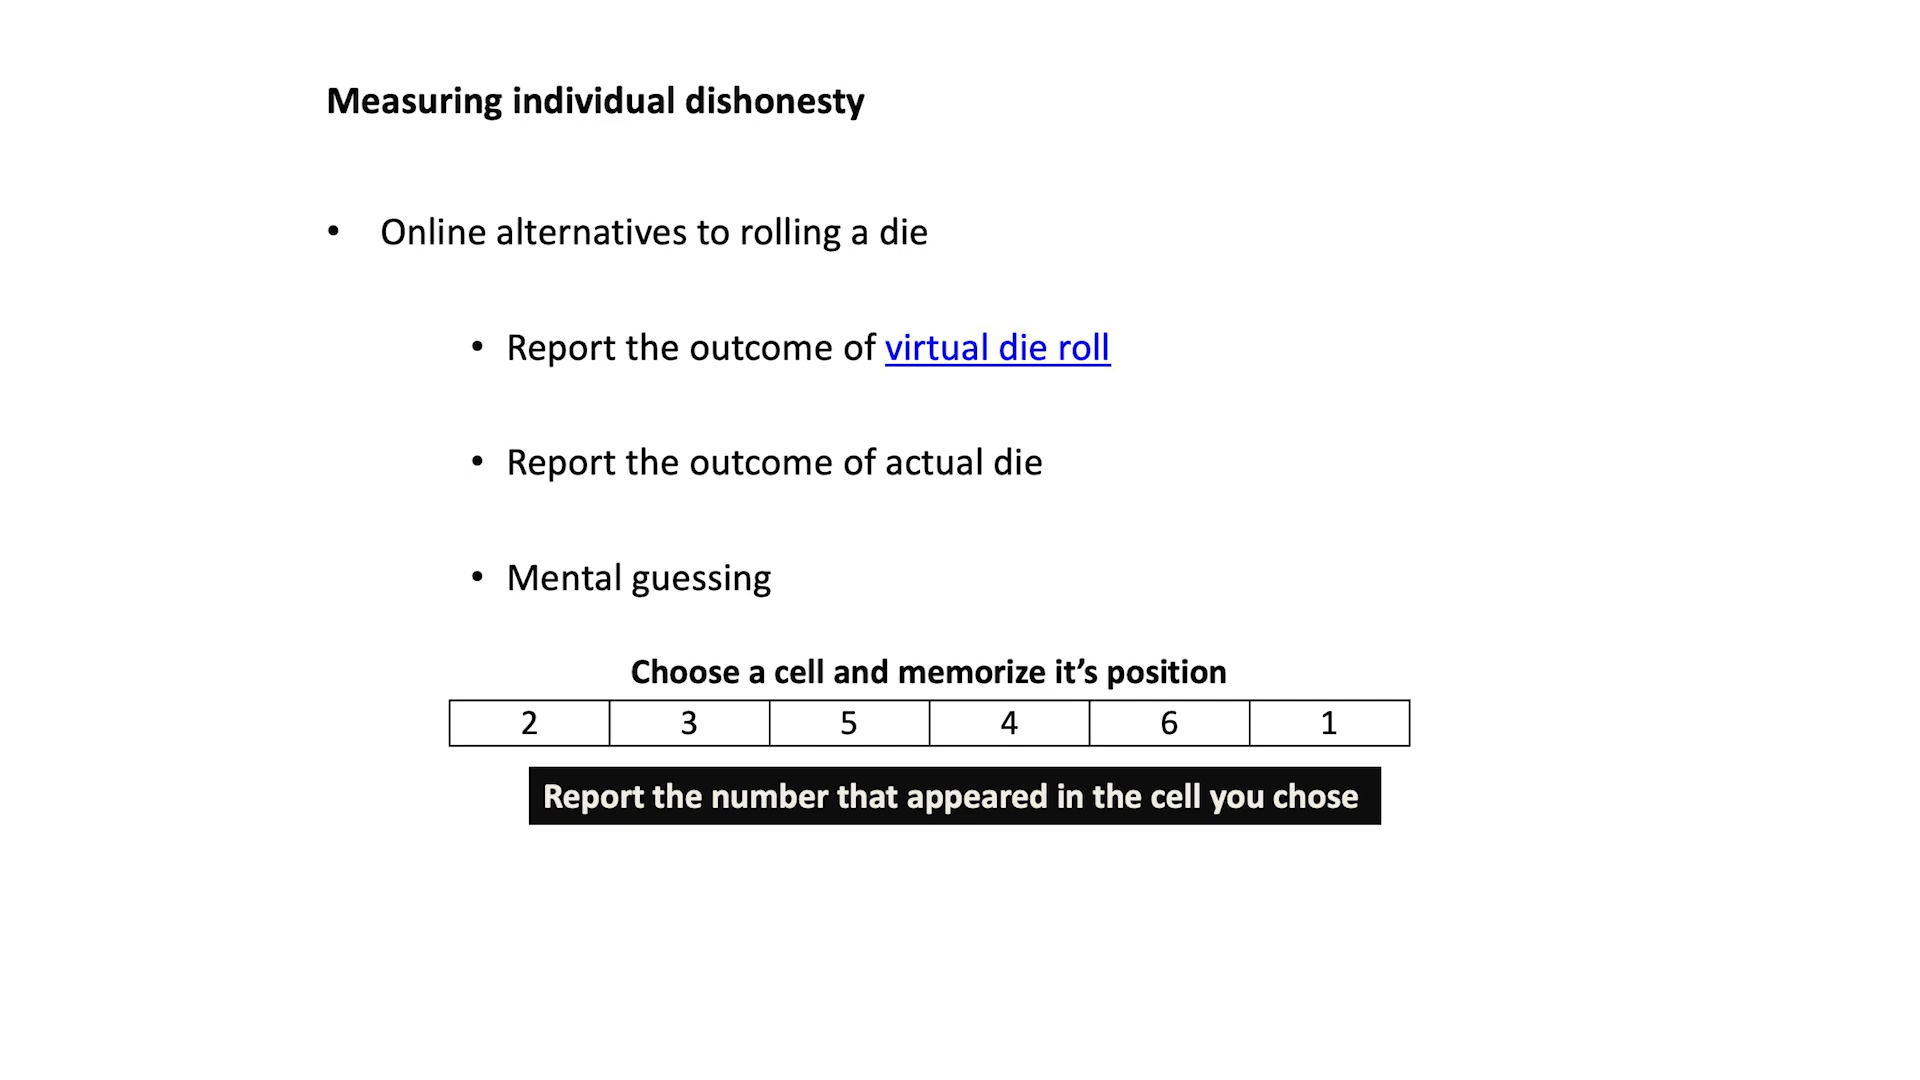 Measuring individual dishonesty
• Online alternatives to rolling a die
• Report the outcome of virtual die roll
• Report the outcome of actual die
• Mental guessing
Choose a cell and memorize it’s position
2 3 5 4 6 1
Report the number that appeared in the cell you chose